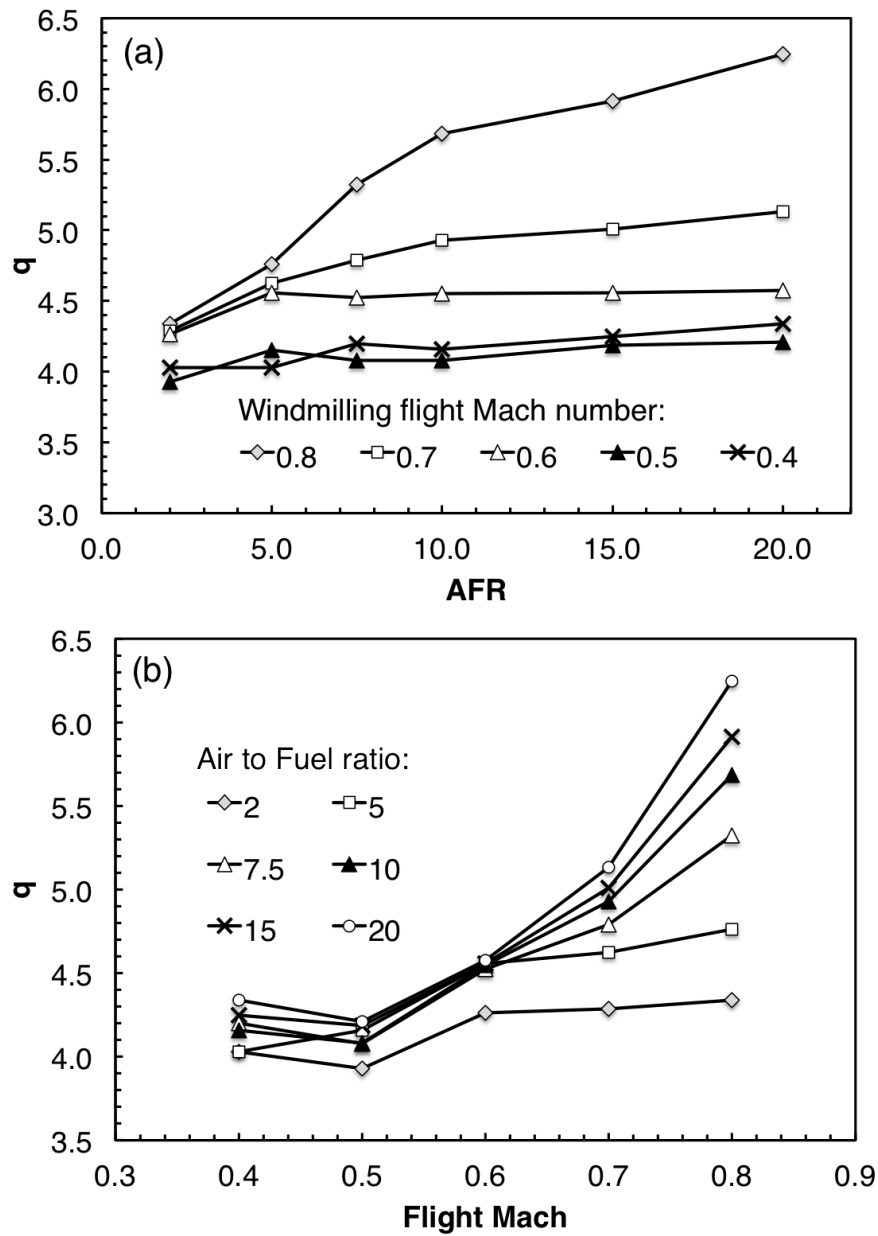 (a)
6.5
6.0
5.5
5.0
4.5
4.0
3.5
3.0
q
Windmilling flight Mach number:
0.8 0.7 0.6 0.5 0.4
0.0 5.0 10.0 15.0 20.0
AFR
(b)
6.5
6.0
5.5
5.0
4.5
4.0
3.5
q
Air to Fuel ratio:
2 5
7.5 10
15 20
0.3 0.4 0.5 0.6 0.7 0.8 0.9
Flight Mach